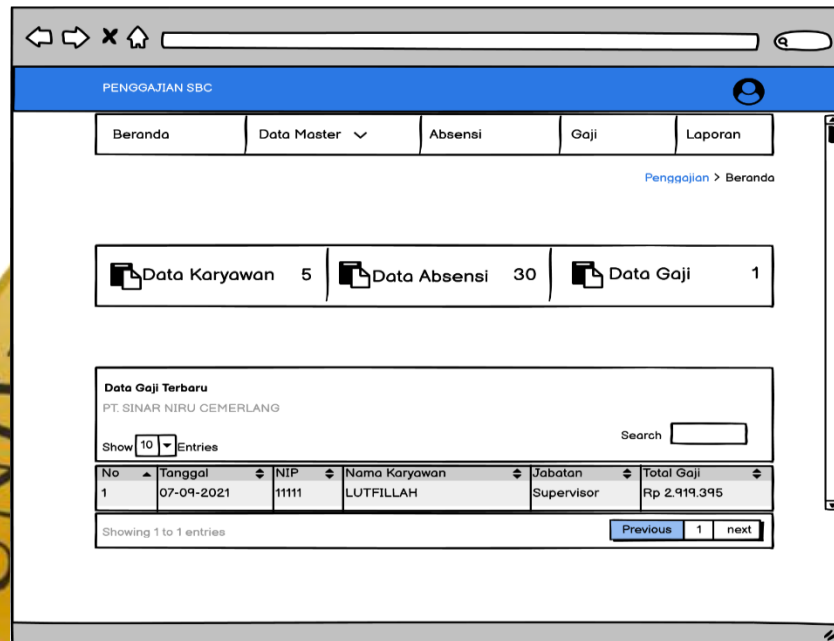 PENGGAJIAN SBC
Beranda Data Master Absensi Gaji Laporan
Penggajian > Beranda
Data Karyawan 5 Data Absensi 30 Data Gaji 1
Data Gaji Terbaru
PT. SINAR NIRU CEMERLANG
Show 10 Entries Search
No Tanggal NIP Nama Karyawan Jabatan Total Gaji
1 07-09-2021 11111 LUTFILLAH Supervisor Rp 2.919.395
Showing 1 to 1 entries Previous 1 next